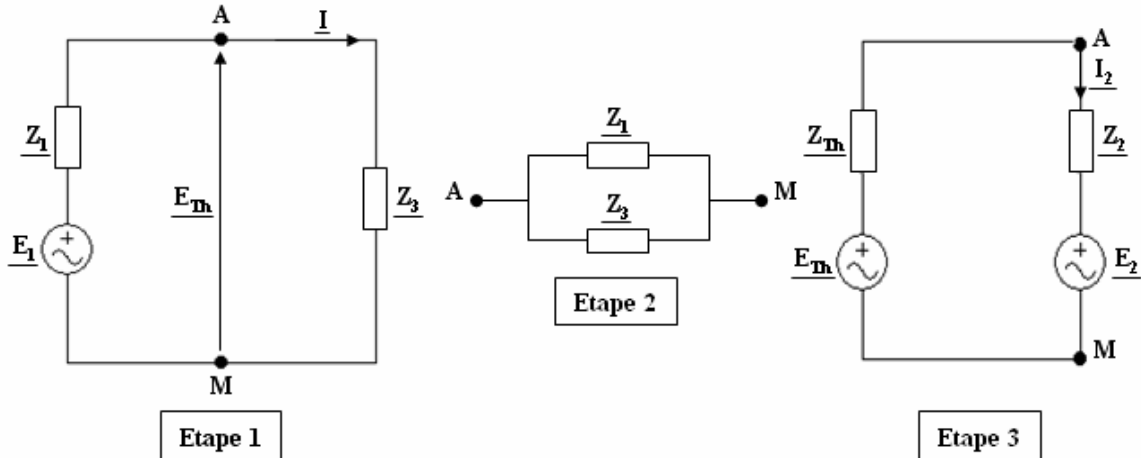 A
I
Z1
ETh
Z3
E1
M
Etape 1
Z1
A
M
Z3
Etape 2
A
I2
ZTh
Z2
ETh
E2
M
Etape 3